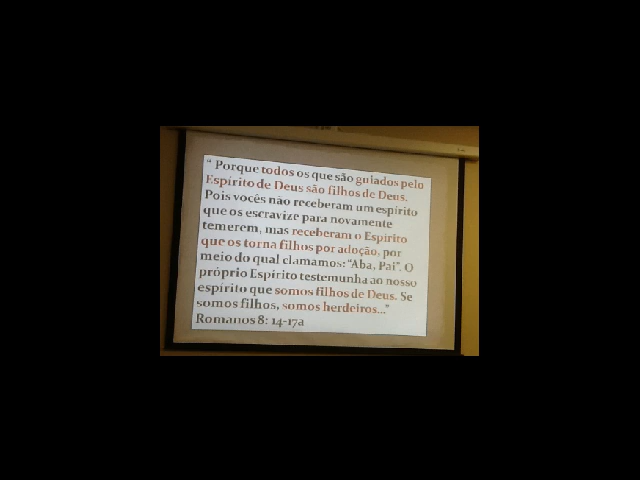 “ Porque todos os que são guiados pelo
Espírito de Deus são filhos de Deus.
Pois vocês não receberam um espírito
que os escravize para novamente
temerem, mas receberam o Espírito
que os torna filhos por adoção, por
meio do qual clamamos: “Aba, Pai”. O
próprio Espírito testemunha ao nosso
espírito que somos filhos de Deus. Se
somos filhos, somos herdeiros...”
Romanos 8: 14-17a